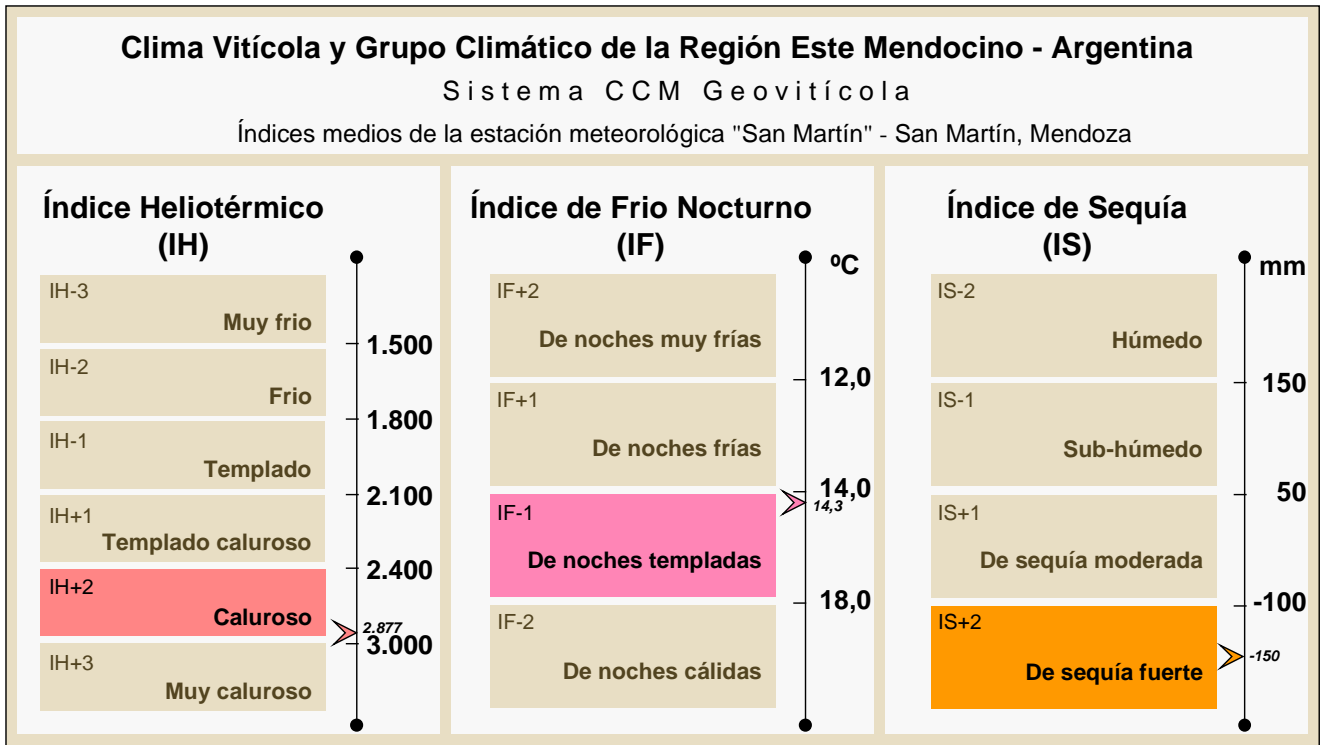 Clima Vitícola y Grupo Climático de la Región Este Mendocino - Argentina
Sistema CCM Geovitícola
Índices medios de la estación meteorológica "San Martín" - San Martín, Mendoza
Índice Heliotérmico
(IH)
IH-3
Muy frio
1.500
IH-2
Frio
1.800
IH-1
Templado
2.100
IH+1
Templado caluroso
2.400
IH+2
Caluroso
2.877
3.000
IH+3
Muy caluroso
Índice de Frio Nocturno
(IF)
ºC
IF+2
De noches muy frías
12,0
IF+1
De noches frías
14,0
14,3
IF-1
De noches templadas
18,0
IF-2
De noches cálidas
Índice de Sequía
(IS)
mm
IS-2
Húmedo
150
IS-1
Sub-húmedo
50
IS+1
De sequía moderada
-100
IS+2
De sequía fuerte
-150